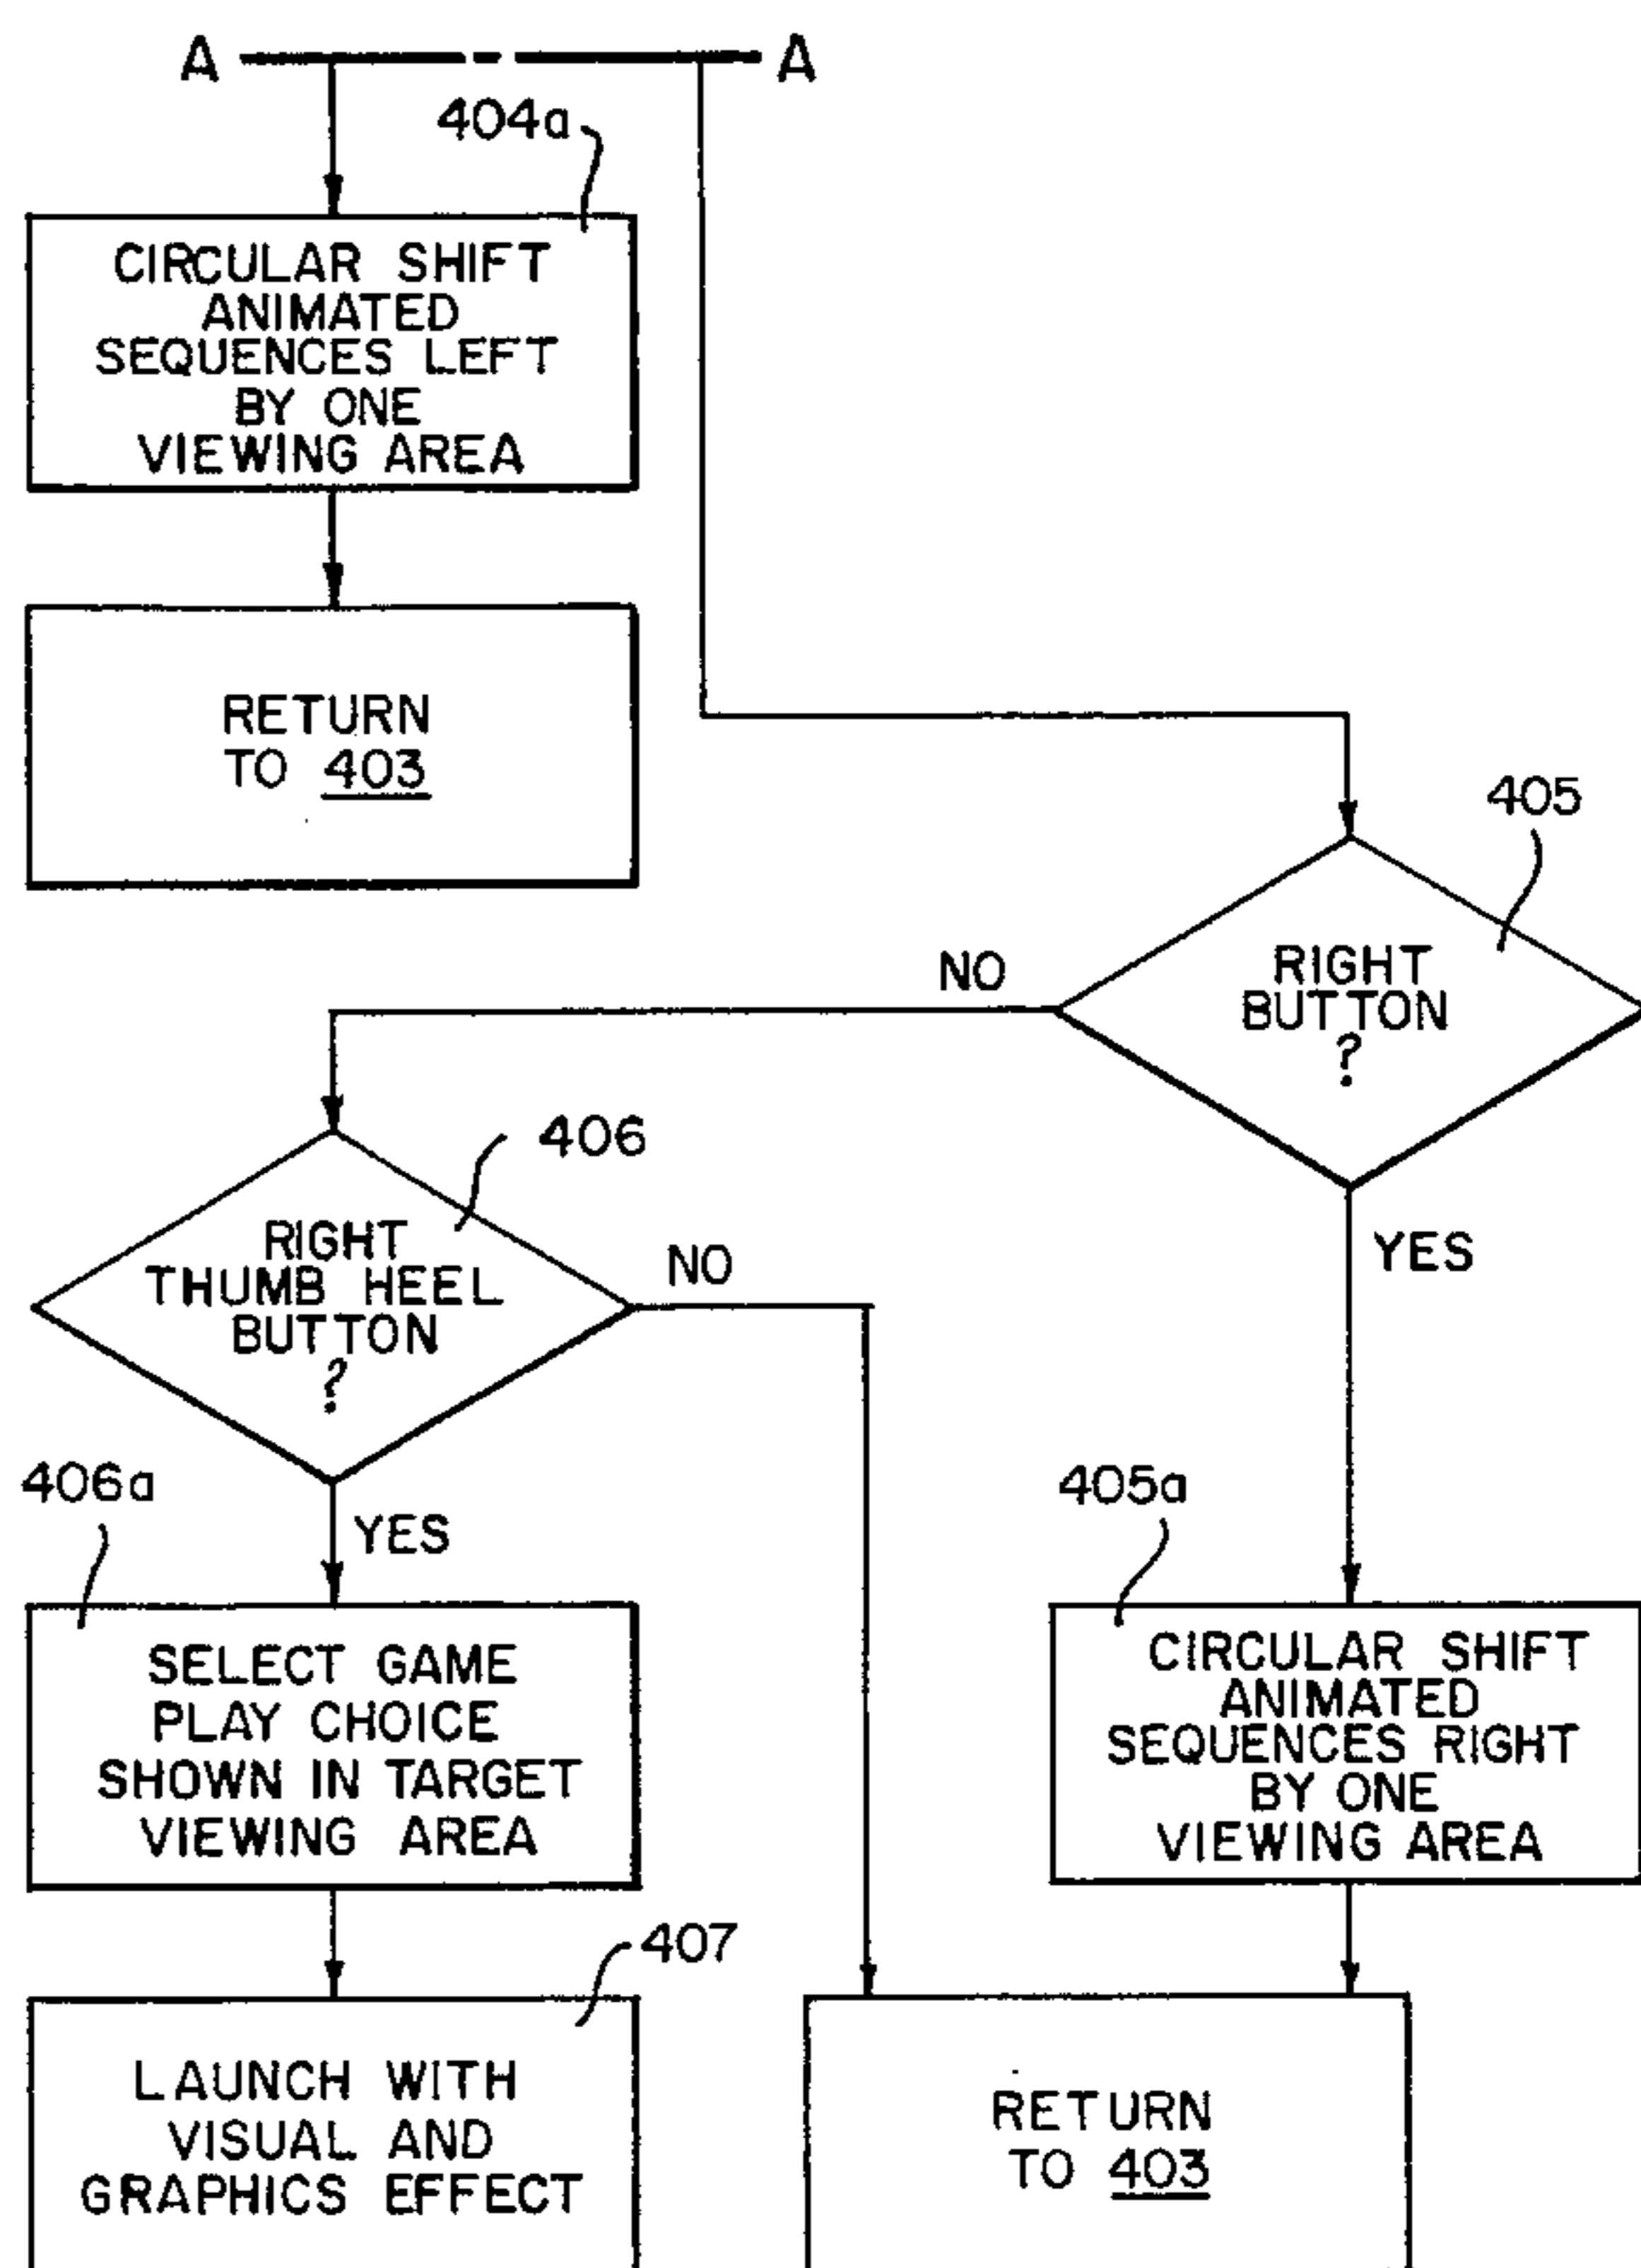 A A
404a
CIRCULAR SHIFT
ANIMATED
SEQUENCES LEFT
BY ONE
VIEWING AREA
RETURN
TO 403
405
RIGHT
BUTTON
?
NO
YES
406
RIGHT
THUMB HEEL
BUTTON
?
NO
YES
406a
SELECT GAME
PLAY CHOICE
SHOWN IN TARGET
VIEWING AREA
405a
CIRCULAR SHIFT
ANIMATED
SEQUENCES RIGHT
BY ONE
VIEWING AREA
407
LAUNCH WITH
VISUAL AND
GRAPHICS EFFECT
RETURN
TO 403